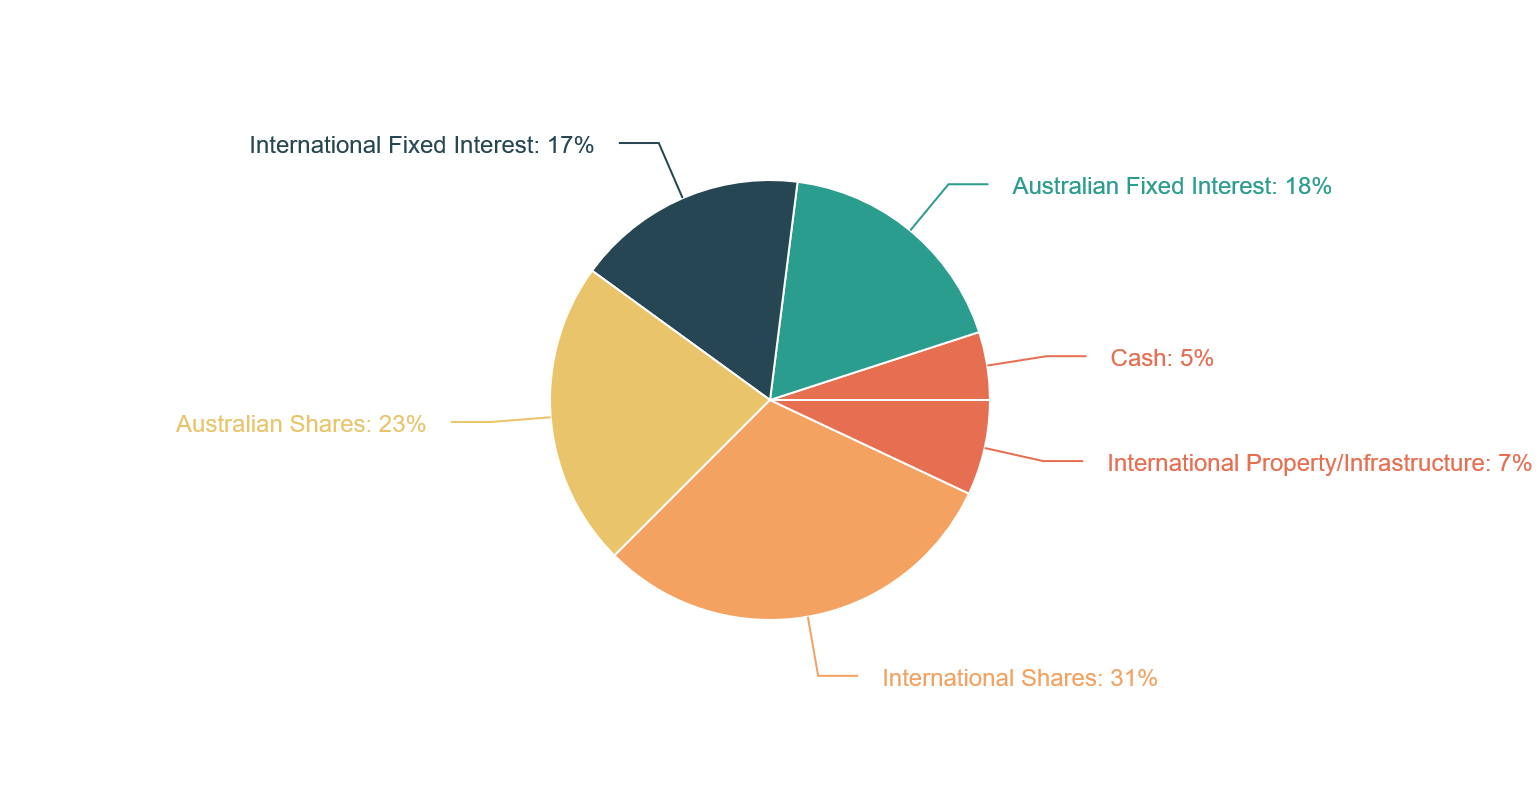 International Fixed Interest: 17%
Australian Fixed Interest: 18%
Cash: 5%
Australian Shares: 23%
International Property/Infrastructure: 7%
International Shares: 31%